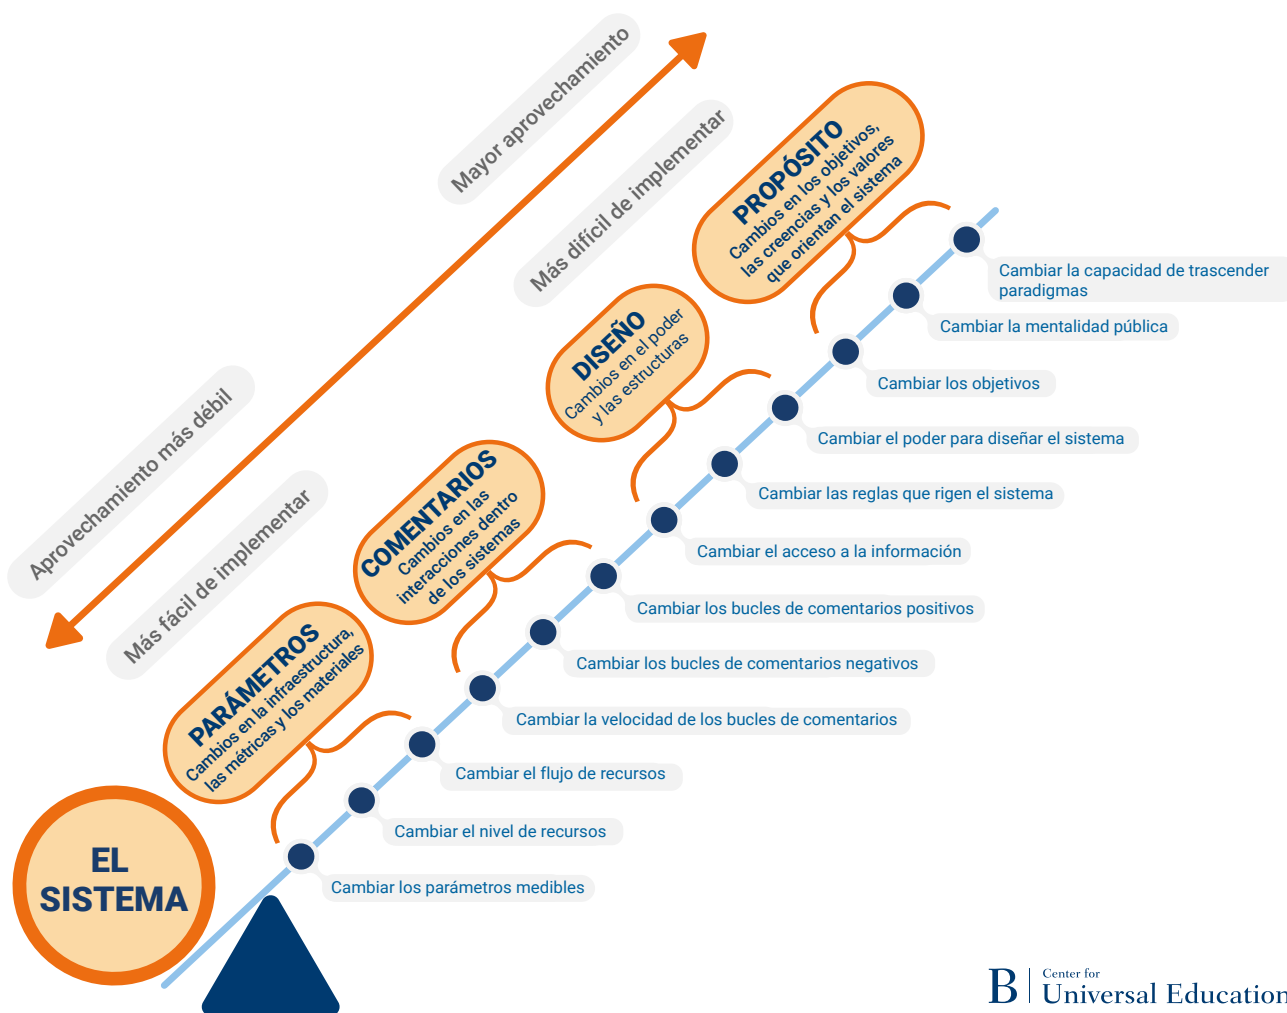 Mayor aprovechamiento
Más difícil de implementar
Aprovechamiento más débil
Más fácil de implementar
PROPÓSITO
Cambios en los objetivos,
las creencias y los valores
que orientan el sistema
DISEÑO
Cambios en el poder
y las estructuras
COMENTARIOS
Cambios en las
interacciones dentro
de los sistemas
PARÁMETROS
Cambios en la infraestructura,
las métricas y los materiales
EL
SISTEMA
Cambiar la capacidad de trascender
paradigmas
Cambiar la mentalidad pública
Cambiar los objetivos
Cambiar el poder para diseñar el sistema
Cambiar las reglas que rigen el sistema
Cambiar el acceso a la información
Cambiar los bucles de comentarios positivos
Cambiar los bucles de comentarios negativos
Cambiar la velocidad de los bucles de comentarios
Cambiar el flujo de recursos
Cambiar el nivel de recursos
Cambiar los parámetros medibles
B
Center for
Universal Education